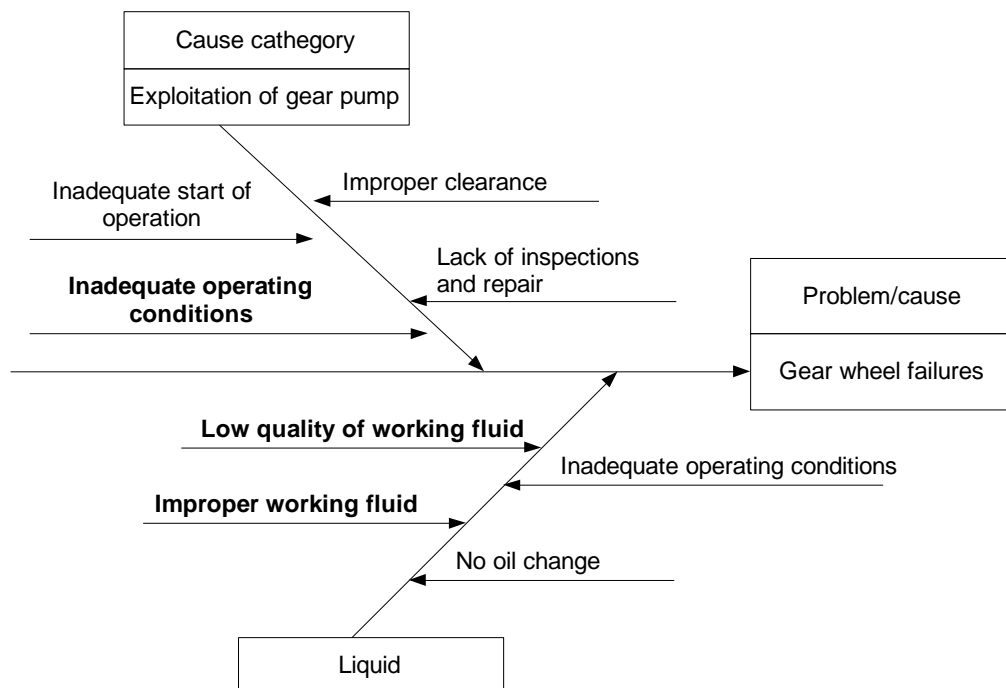 Cause cathegory
Exploitation of gear pump
Inadequate start of
operation
Improper clearance
Inadequate operating
conditions
Lack of inspections
and repair
Problem/cause
Gear wheel failures
Low quality of working fluid
Inadequate operating conditions
Improper working fluid
No oil change
Liquid